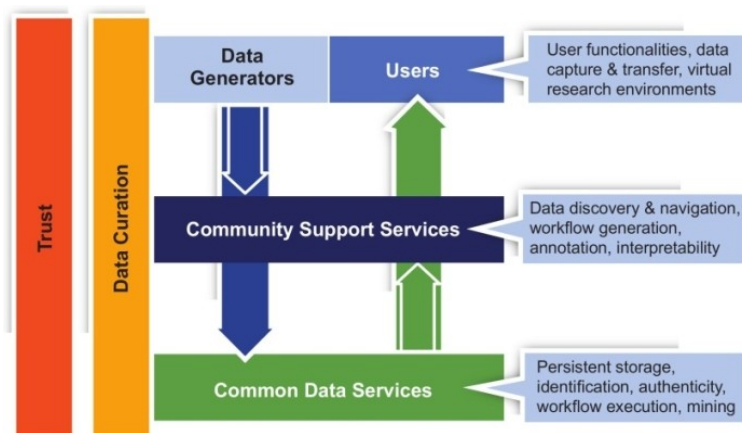 Trust
Data Curation
Data
Generators
Users
User functionalities, data
capture & transfer, virtual
research environments
Community Support Services
Data discovery & navigation,
workflow generation,
annotation, interpretability
Common Data Services
Persistent storage,
identification, authenticity,
workflow execution, mining